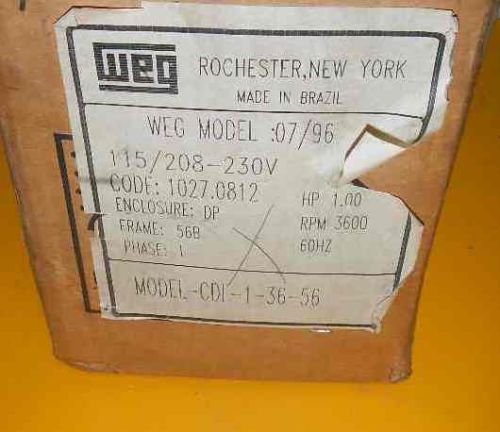 weg
ROCHESTER, NEW YORK
MADE IN BRAZIL
WEG MODEL :07/96
115/208-230V
CODE: 1027.0812
HP 1.00
ENCLOSURE: DP
RPM 3600
FRAME: 56B
60HZ
PHASE: 1
MODEL-CDI-1-36-56